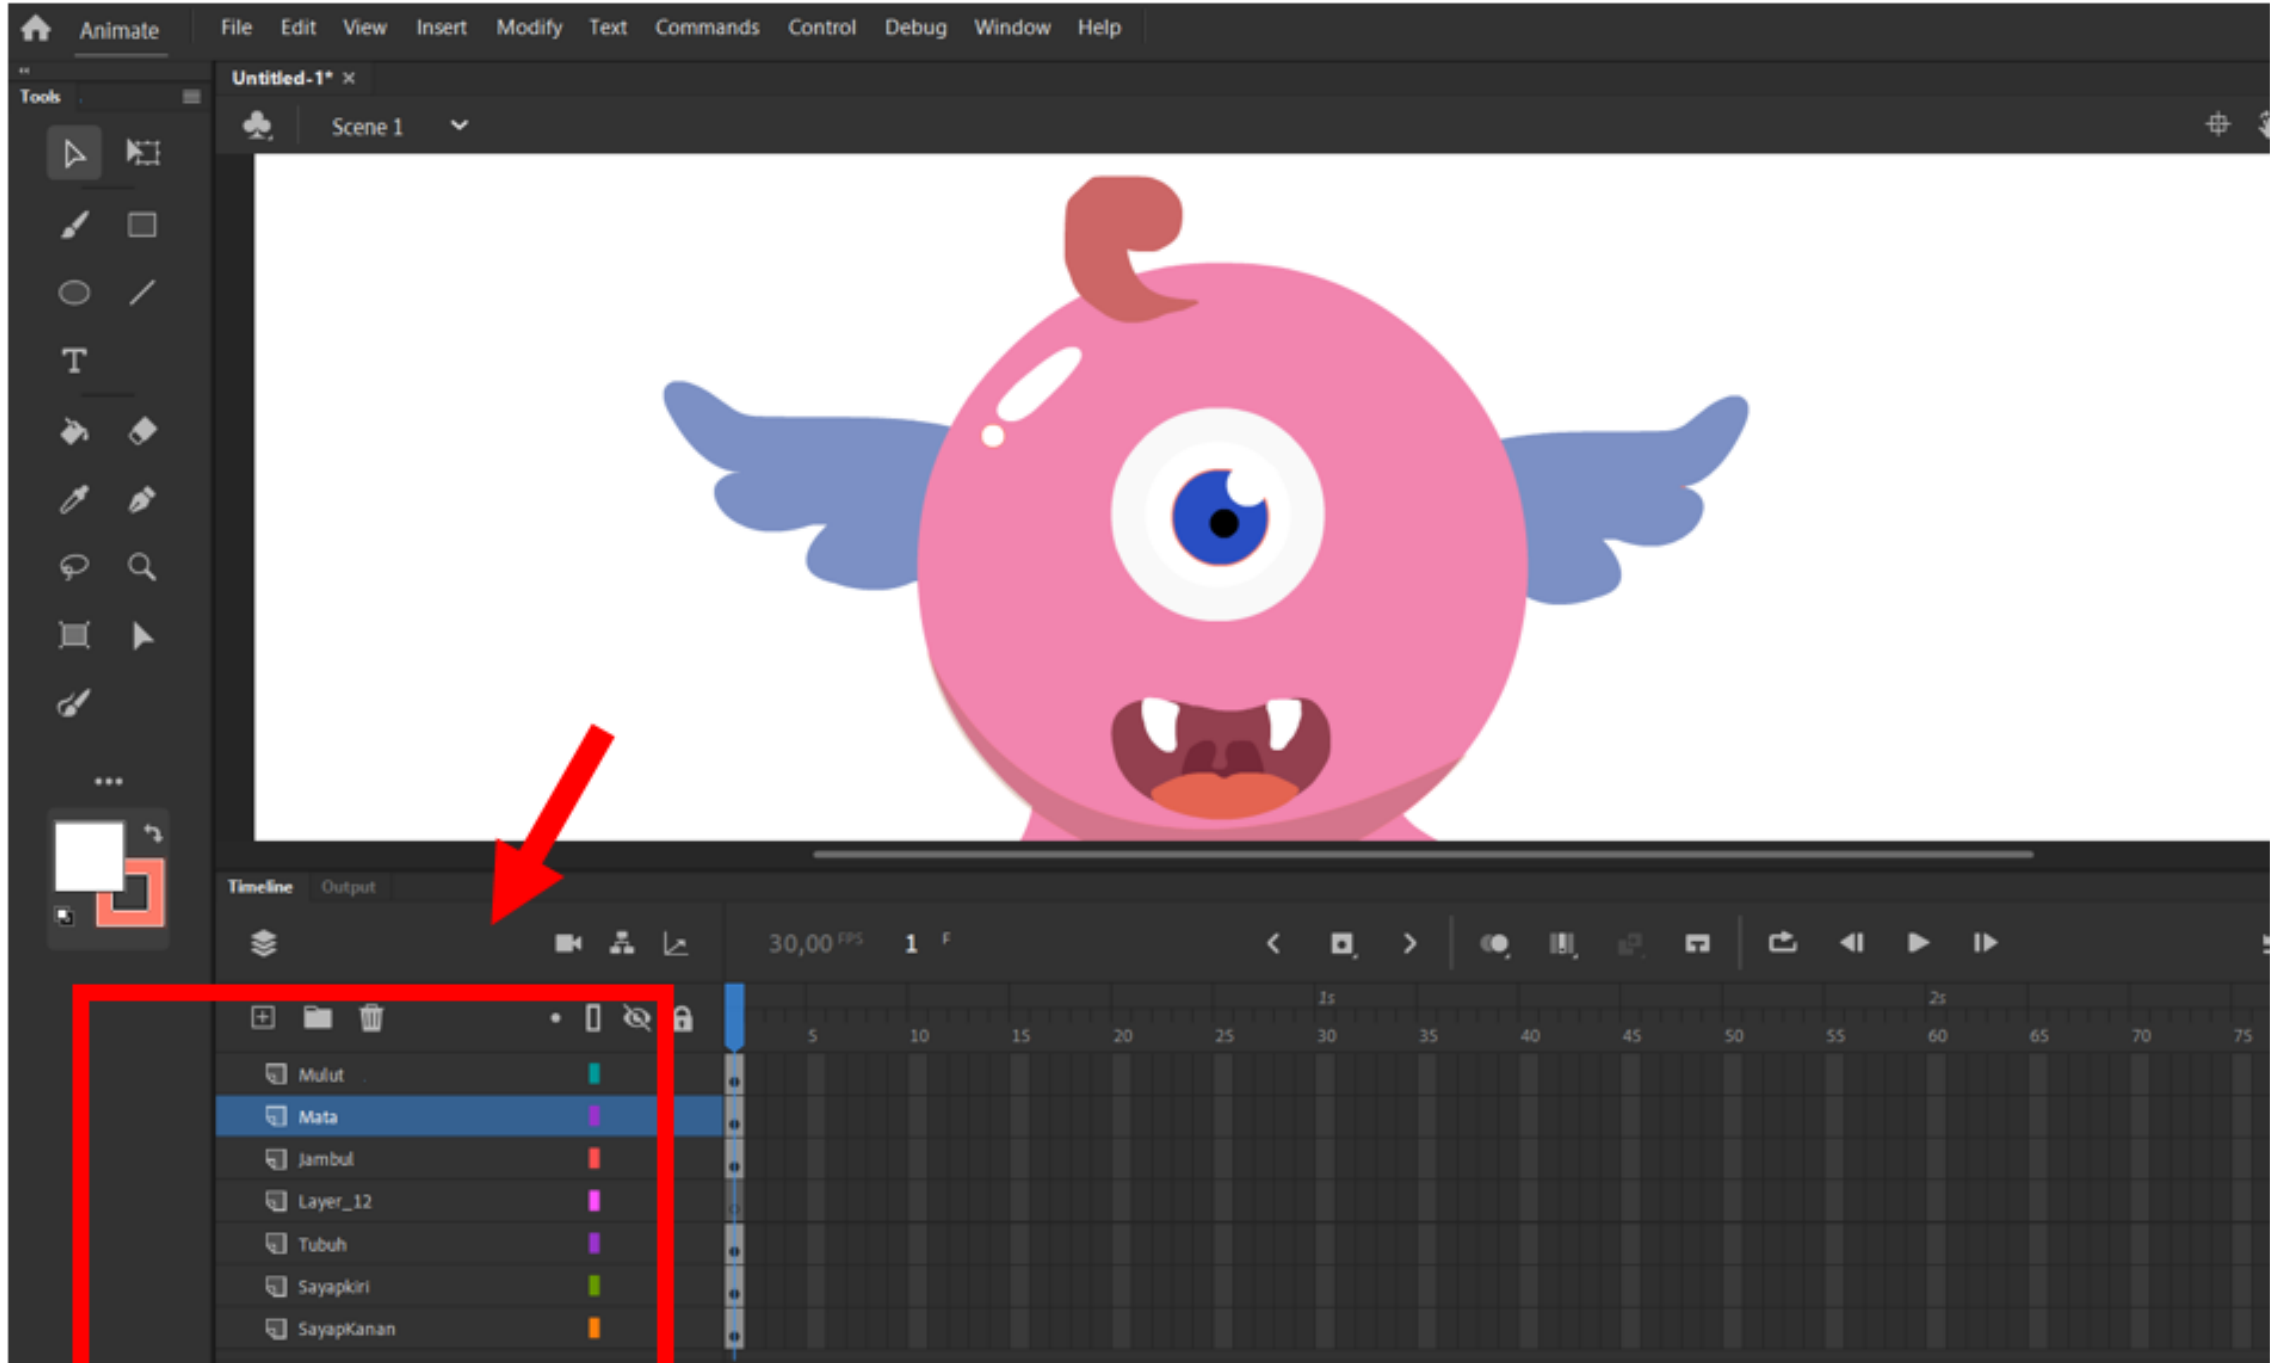 Animate File Edit View Insert Modify Text Commands Control Debug Window Help
Untitled-1* ×
Tools
Scene 1
T
Timeline Output
30,00 FPS 1 F
1s 2s
5 10 15 20 25 30 35 40 45 50 55 60 65 70 75
Mulut
Mata
Jambul
Layer_12
Tubuh
Sayapkiri
SayapKanan